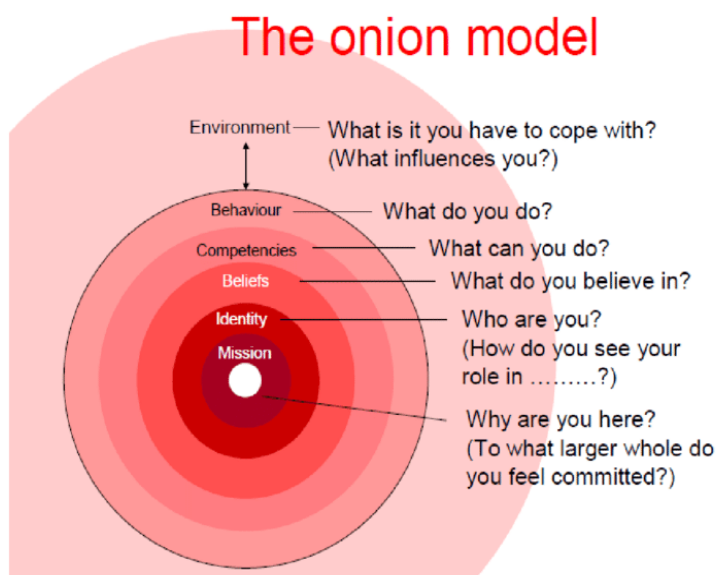 The onion model
Environment
What is it you have to cope with?
(What influences you?)
Behaviour
What do you do?
Competencies
What can you do?
Beliefs
What do you believe in?
Identity
Who are you?
(How do you see your
role in .........?)
Mission
Why are you here?
(To what larger whole do
you feel committed?)